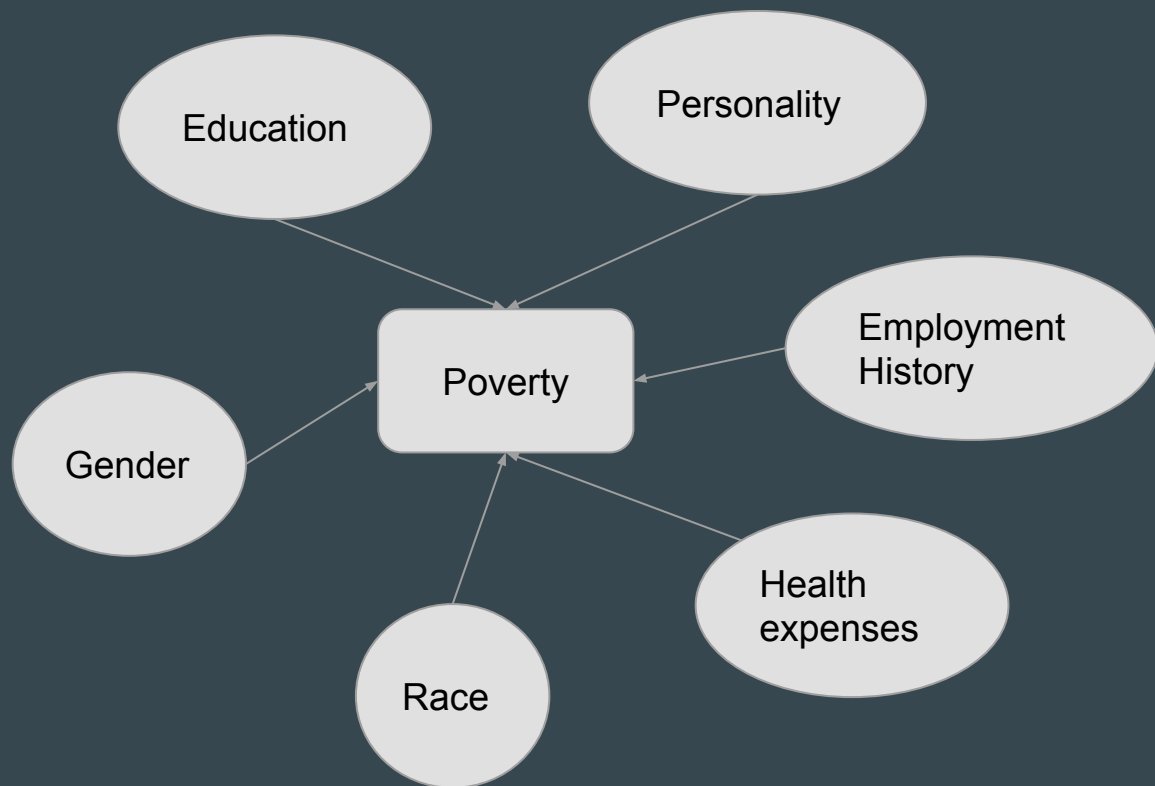 Personality
Education
Employment
History
Poverty
Gender
Health
expenses
Race